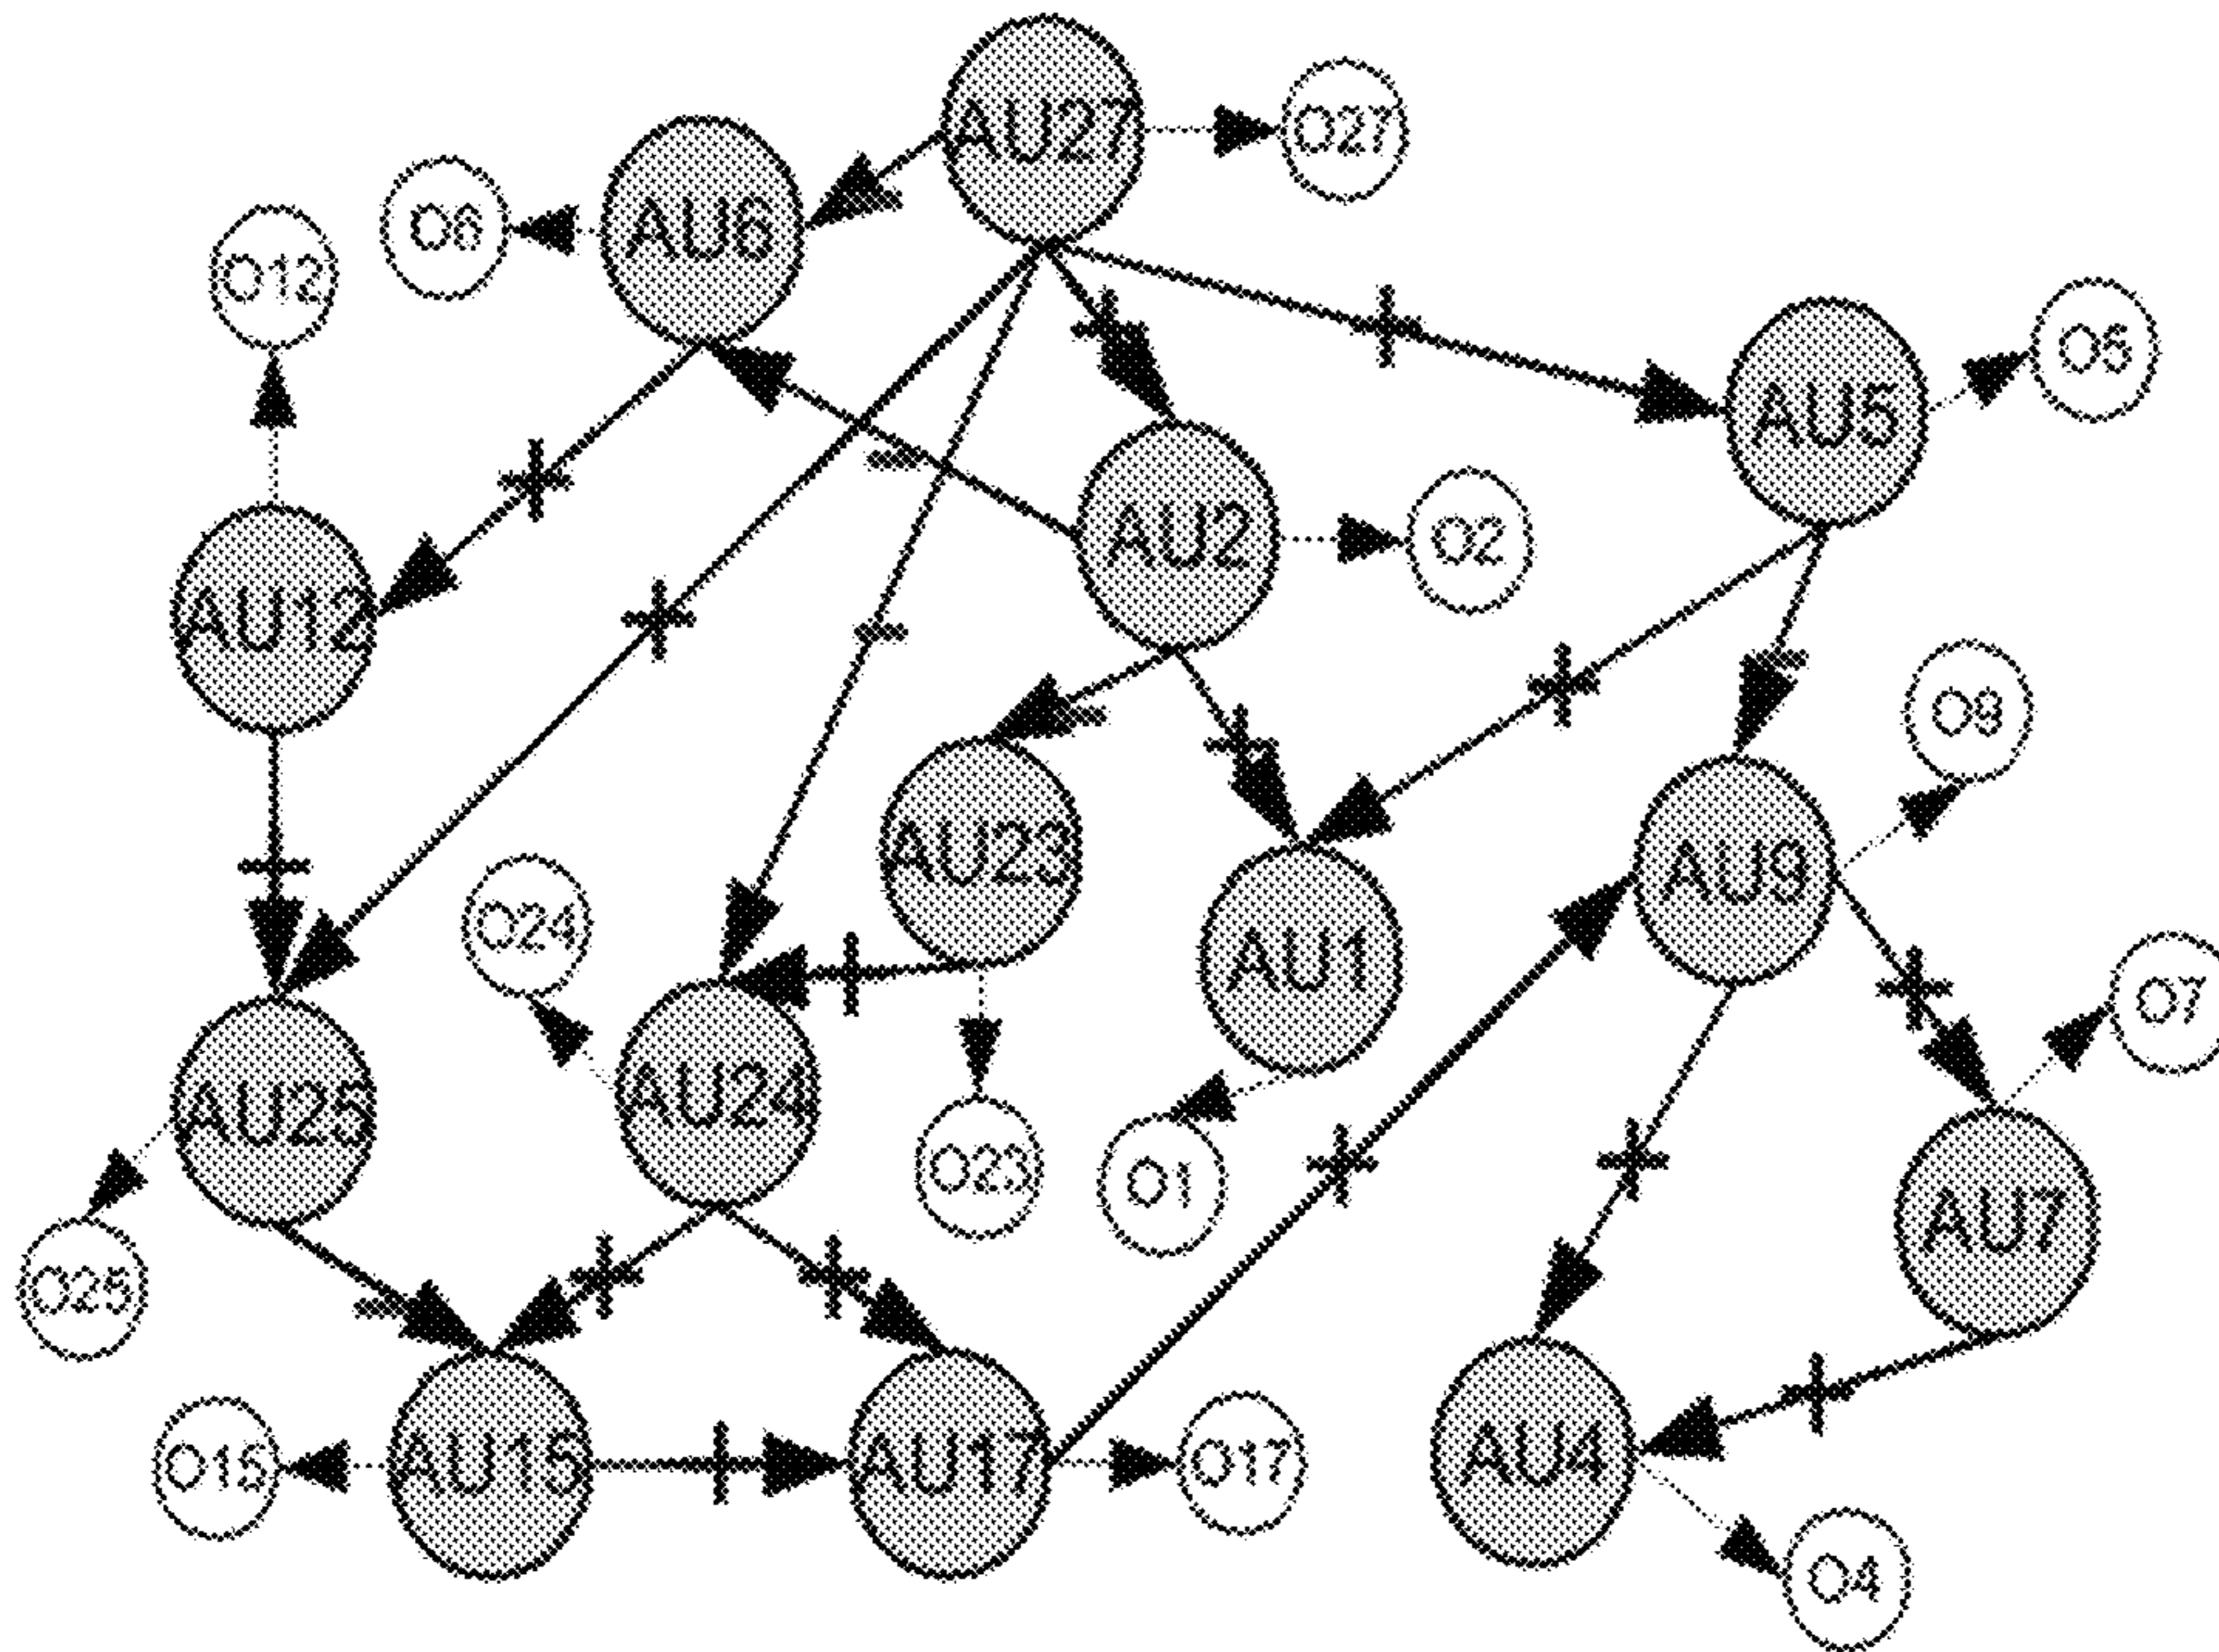 AU27
O27
AU6
O6
O12
+
+
AU5
O5
-
+
AU2
O2
AU12
+
-
+
-
O9
-
+
AU23
AU9
+
O24
+
AU1
+
O7
AU25
AU24
O23
O1
+
+
AU7
O25
-
+
+
+
O15
AU15
+
AU17
O17
AU4
O4